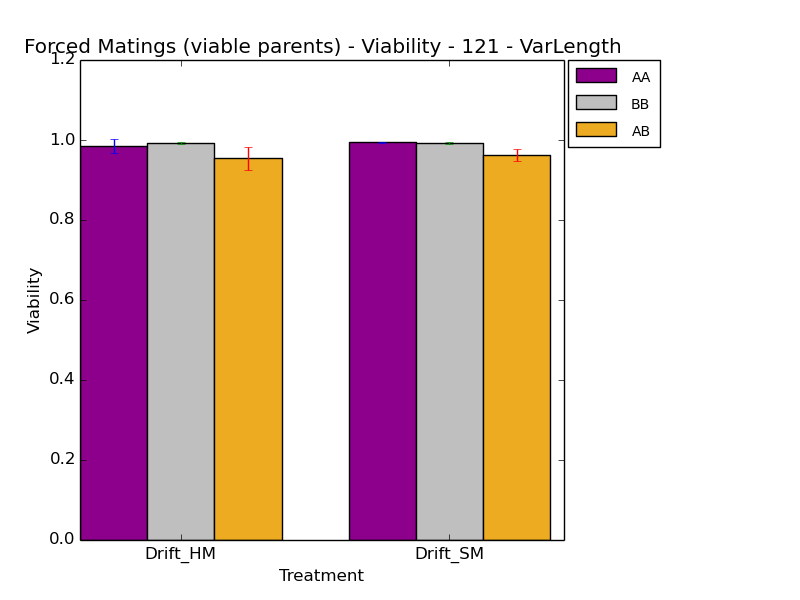 Forced Matings (viable parents) - Viability - 121 - VarLength
1.2
1.0
0.8
0.6
0.4
0.2
0.0
Viability
Drift_HM
Drift_SM
Treatment
AA
BB
AB